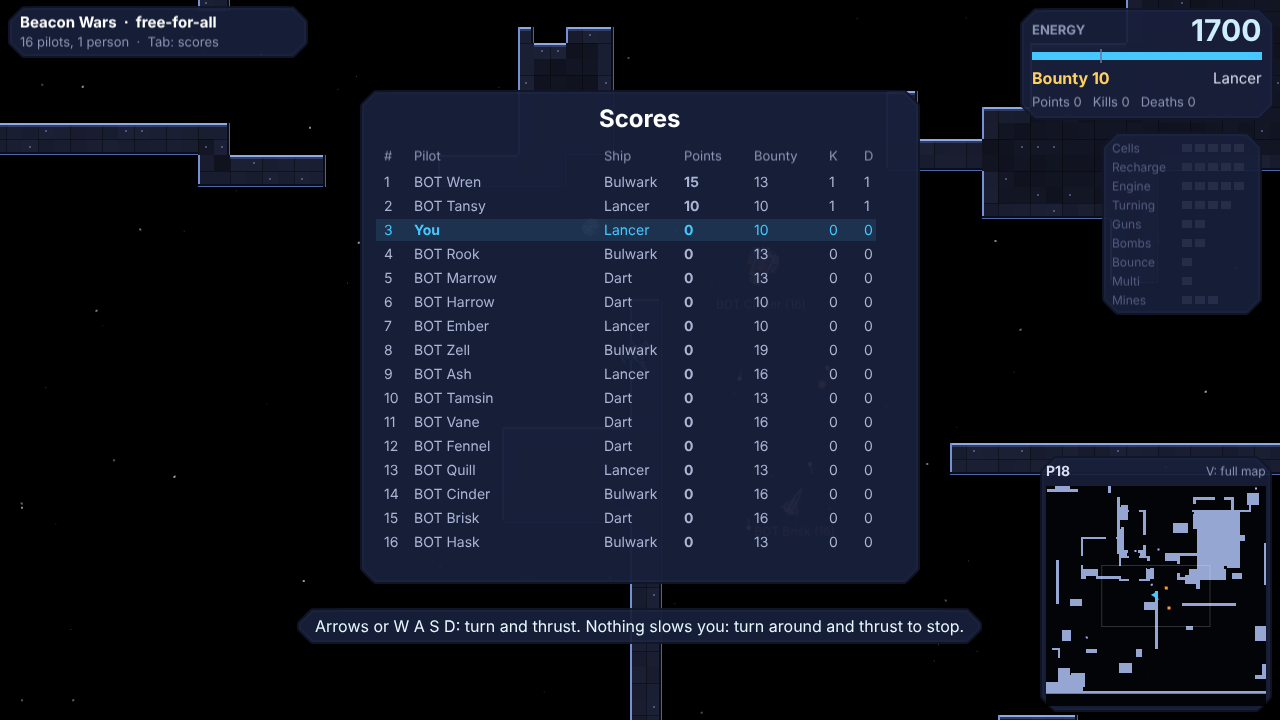 Beacon Wars · free-for-all
16 pilots, 1 person · Tab: scores
ENERGY 1700
Bounty 10 Lancer
Points 0 Kills 0 Deaths 0
Cells
Recharge
Engine
Turning
Guns
Bombs
Bounce
Multi
Mines
Scores
# Pilot Ship Points Bounty K D
1 BOT Wren Bulwark 15 13 1 1
2 BOT Tansy Lancer 10 10 1 1
3 You Lancer 0 10 0 0
4 BOT Rook Bulwark 0 13 0 0
5 BOT Marrow Dart 0 13 0 0
6 BOT Harrow Dart 0 10 0 0
7 BOT Ember Lancer 0 10 0 0
8 BOT Zell Bulwark 0 19 0 0
9 BOT Ash Lancer 0 16 0 0
10 BOT Tamsin Dart 0 13 0 0
11 BOT Vane Dart 0 16 0 0
12 BOT Fennel Dart 0 16 0 0
13 BOT Quill Lancer 0 13 0 0
14 BOT Cinder Bulwark 0 16 0 0
15 BOT Brisk Dart 0 16 0 0
16 BOT Hask Bulwark 0 13 0 0
P18 V: full map
Arrows or W A S D: turn and thrust. Nothing slows you: turn around and thrust to stop.